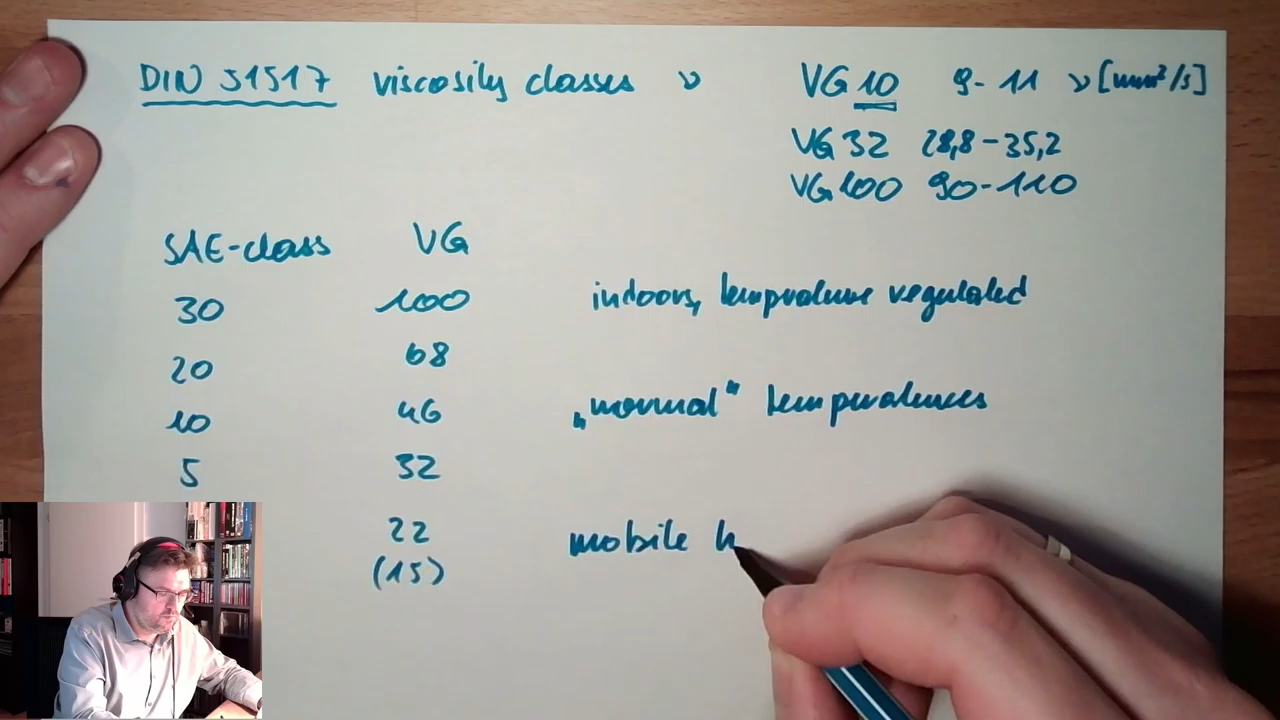 DIN 51517 viscosity classes ν
VG 10 9-11 ν [mm²/s]
VG 32 28,8-35,2
VG 100 90-110
SAE-class VG
30 100 indoors, temperature regulated
20 68
10 46 „normal" temperatures
5 32
22 mobile h
(15)